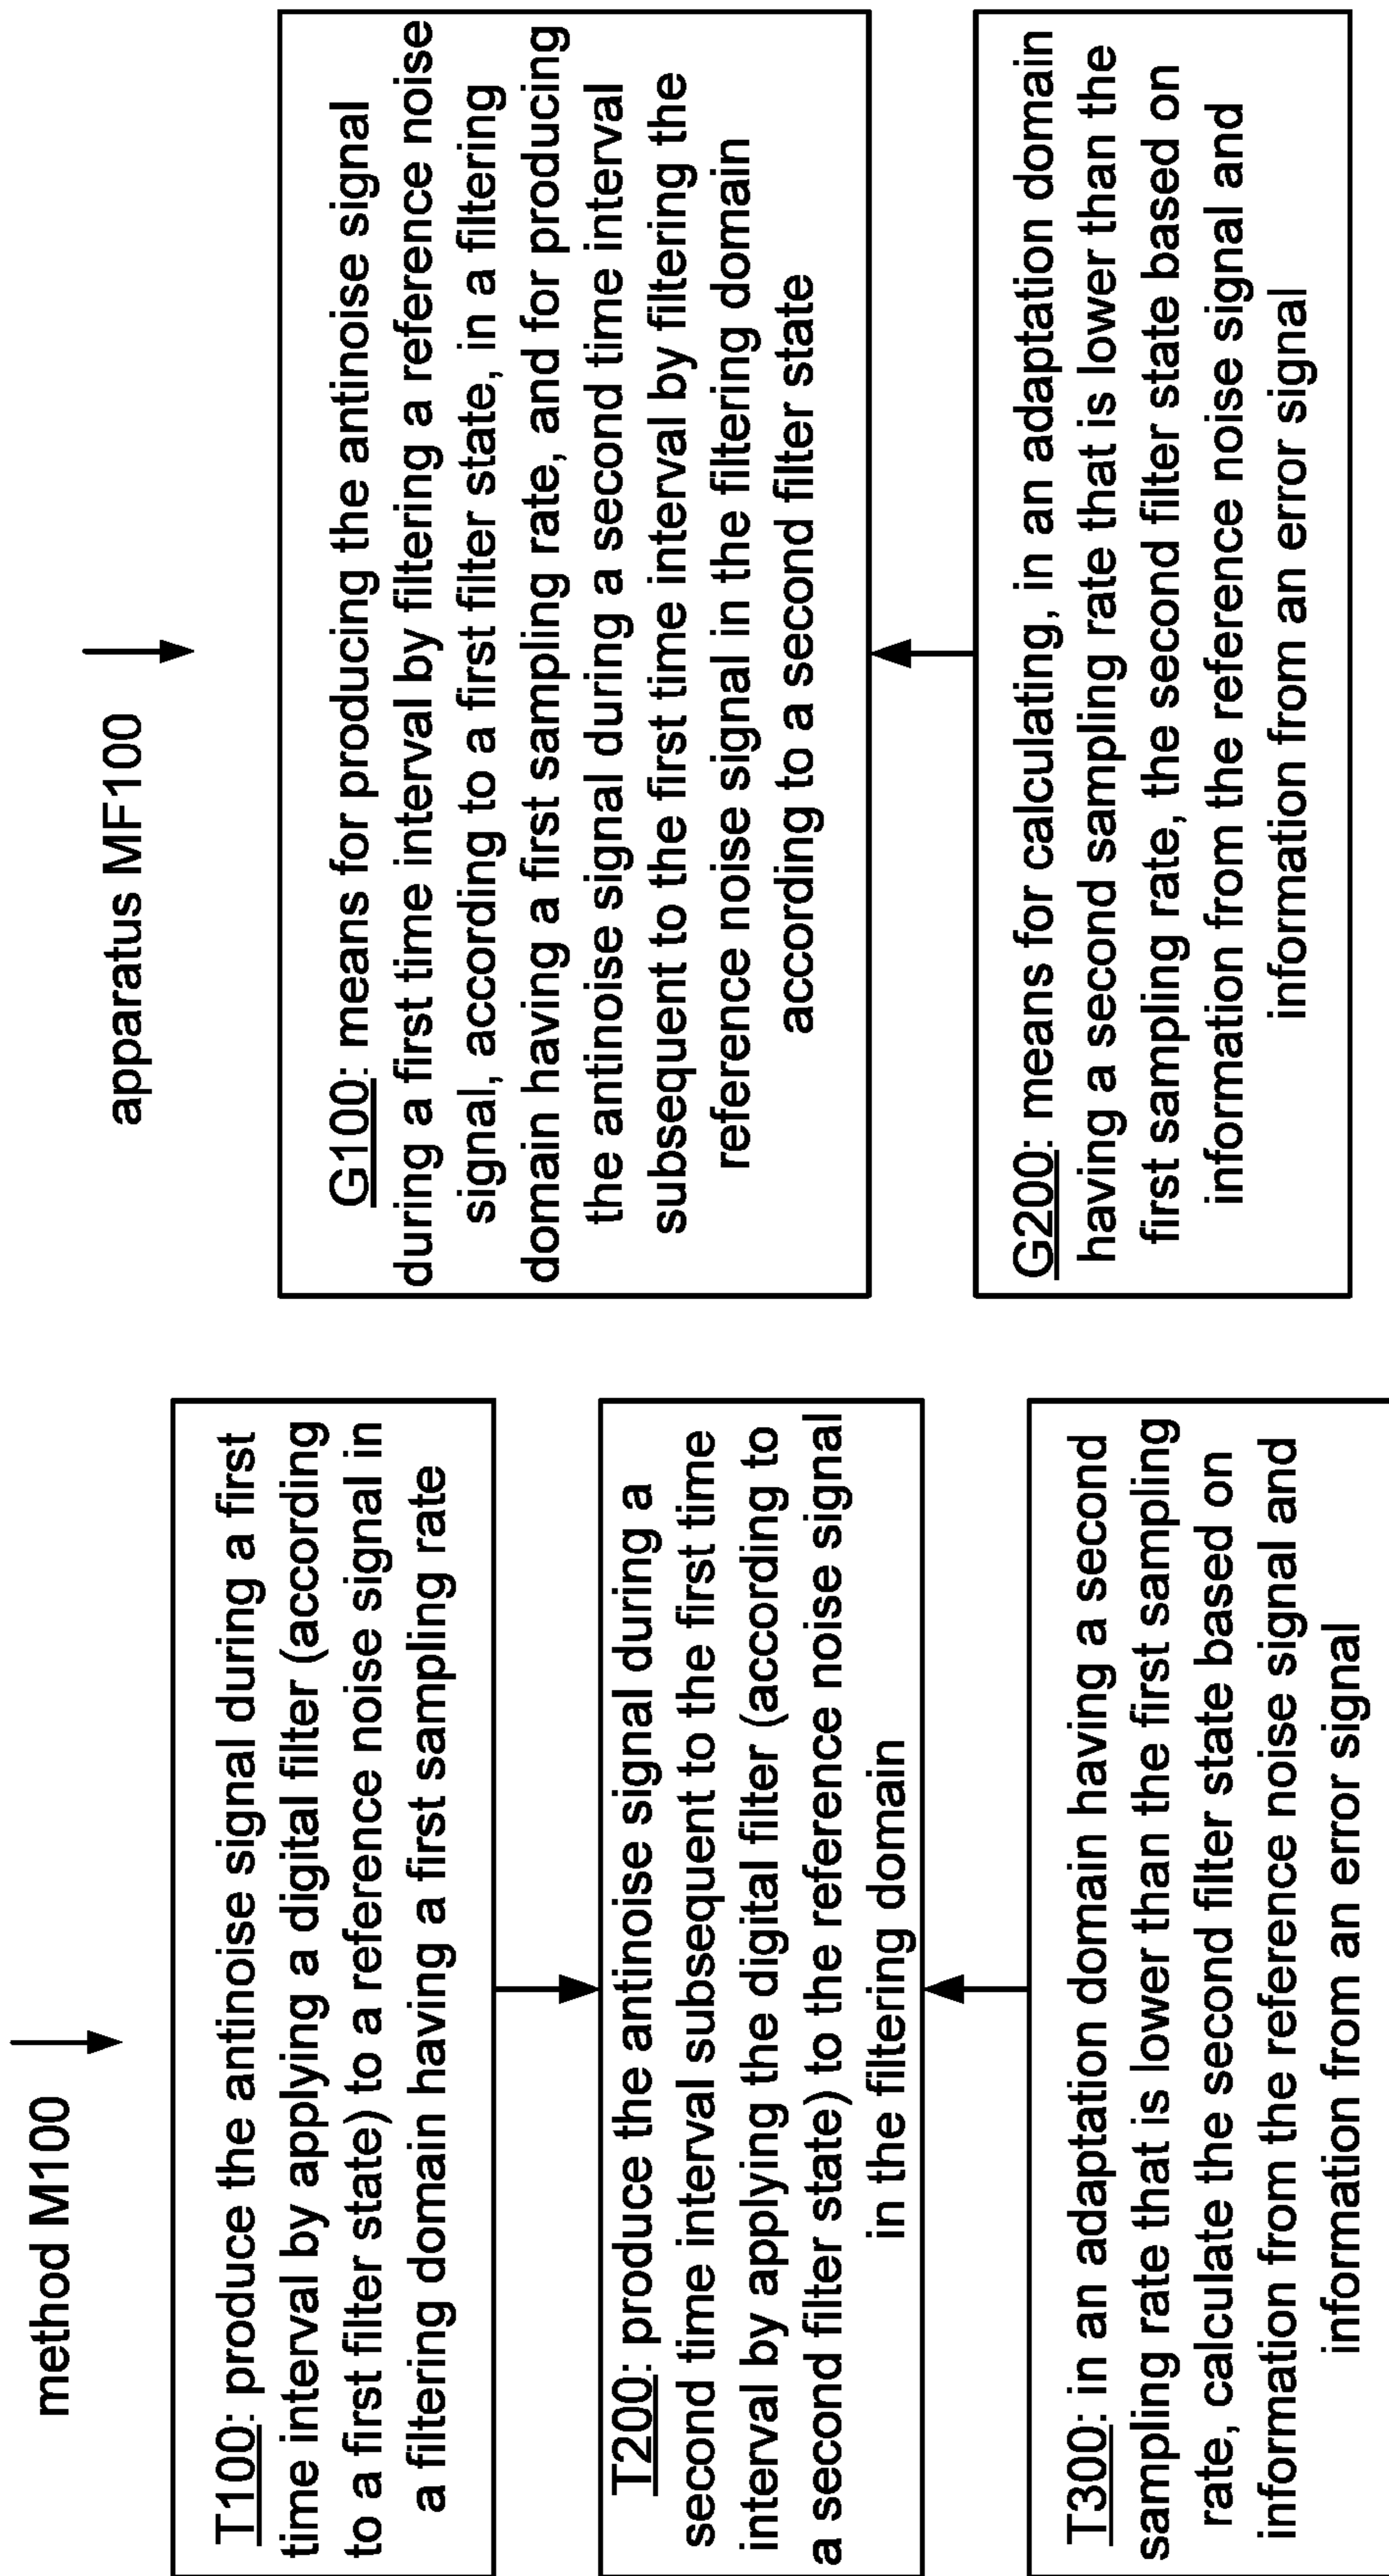 method M100
T100: produce the antinoise signal during a first
time interval by applying a digital filter (according
to a first filter state) to a reference noise signal in
a filtering domain having a first sampling rate
T200: produce the antinoise signal during a
second time interval subsequent to the first time
interval by applying the digital filter (according to
a second filter state) to the reference noise signal
in the filtering domain
T300: in an adaptation domain having a second
sampling rate that is lower than the first sampling
rate, calculate the second filter state based on
information from the reference noise signal and
information from an error signal
apparatus MF100
G100: means for producing the antinoise signal
during a first time interval by filtering a reference noise
signal, according to a first filter state, in a filtering
domain having a first sampling rate, and for producing
the antinoise signal during a second time interval
subsequent to the first time interval by filtering the
reference noise signal in the filtering domain
according to a second filter state
G200: means for calculating, in an adaptation domain
having a second sampling rate that is lower than the
first sampling rate, the second filter state based on
information from the reference noise signal and
information from an error signal